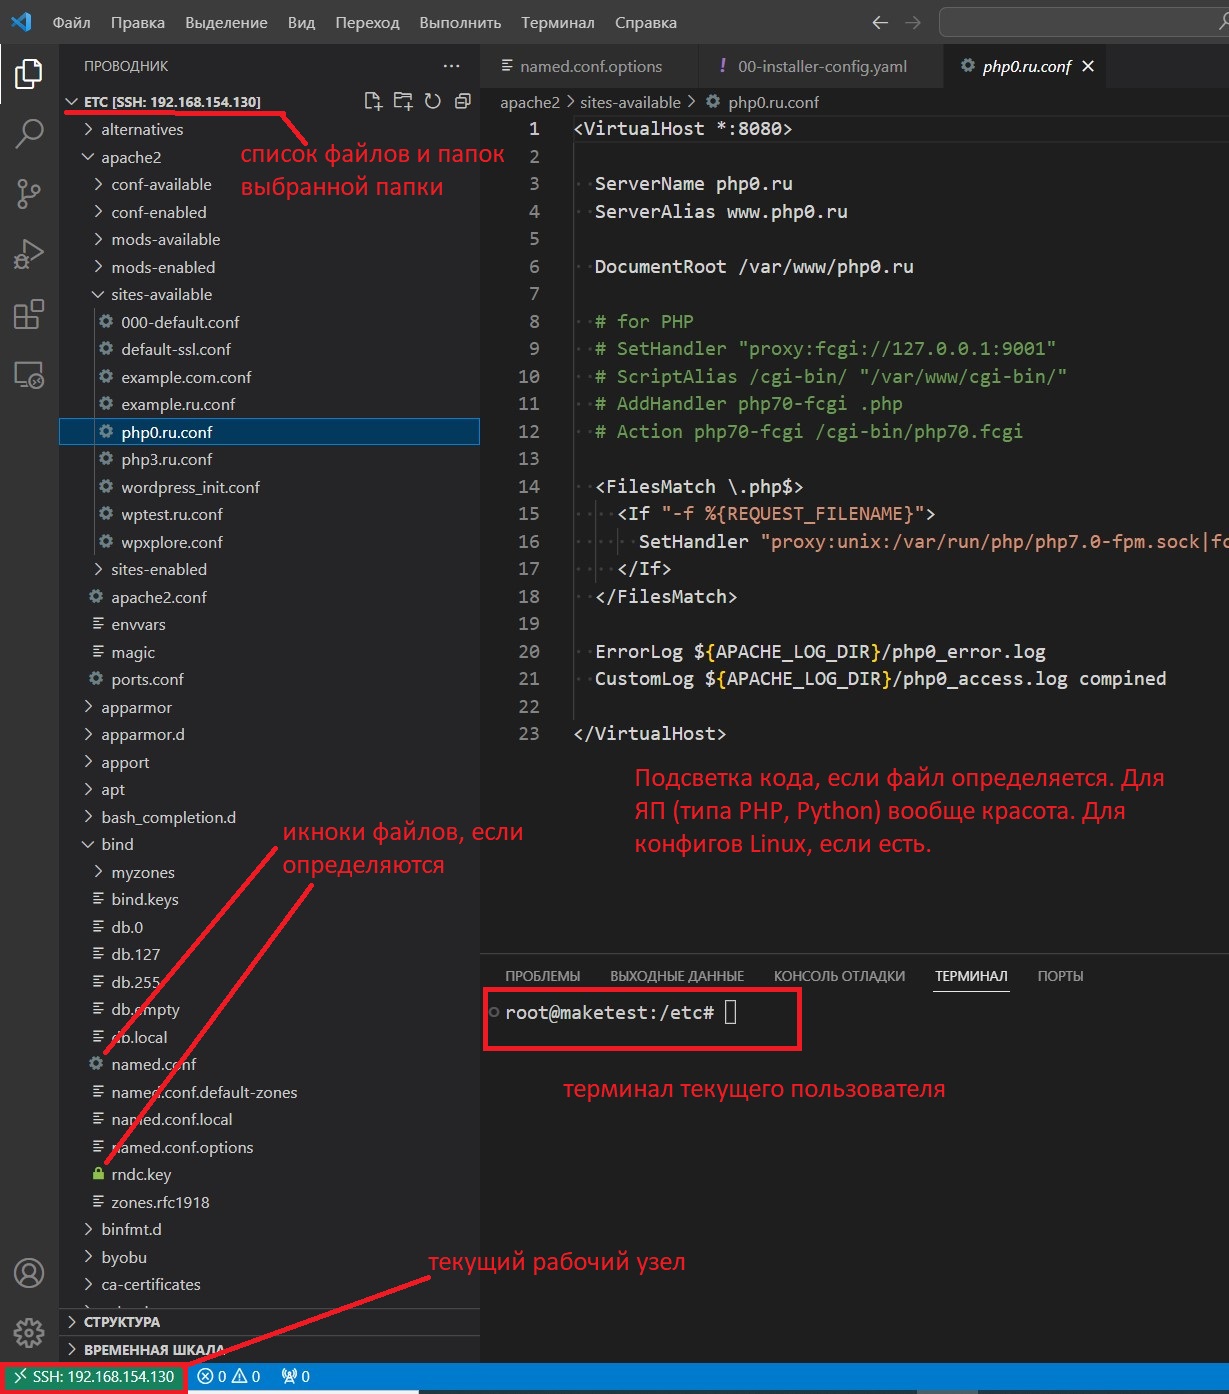 Файл Правка Выделение Вид Переход Выполнить Терминал Справка
ПРОВОДНИК
ETC [SSH: 192.168.154.130]
список файлов и папок
выбранной папки
alternatives
apache2
conf-available
conf-enabled
mods-available
mods-enabled
sites-available
000-default.conf
default-ssl.conf
example.com.conf
example.ru.conf
php0.ru.conf
php3.ru.conf
wordpress_init.conf
wptest.ru.conf
wpxplore.conf
sites-enabled
apache2.conf
envvars
magic
ports.conf
apparmor
apparmor.d
apport
apt
bash_completion.d
икноки файлов, если
определяются
bind
myzones
bind.keys
db.0
db.127
db.255
db.empty
db.local
named.conf
named.conf.default-zones
named.conf.local
named.conf.options
rndc.key
zones.rfc1918
binfmt.d
byobu
ca-certificates
СТРУКТУРА
ВРЕМЕННАЯ ШКАЛА
named.conf.options
! 00-installer-config.yaml
php0.ru.conf
apache2 > sites-available > php0.ru.conf
1 <VirtualHost *:8080>
2
3 ServerName php0.ru
4 ServerAlias www.php0.ru
5
6 DocumentRoot /var/www/php0.ru
7
8 # for PHP
9 # SetHandler "proxy:fcgi://127.0.0.1:9001"
10 # ScriptAlias /cgi-bin/ "/var/www/cgi-bin/"
11 # AddHandler php70-fcgi .php
12 # Action php70-fcgi /cgi-bin/php70.fcgi
13
14 <FilesMatch \.php$>
15 <If "-f %{REQUEST_FILENAME}">
16 SetHandler "proxy:unix:/var/run/php/php7.0-fpm.sock|fc
17 </If>
18 </FilesMatch>
19
20 ErrorLog ${APACHE_LOG_DIR}/php0_error.log
21 CustomLog ${APACHE_LOG_DIR}/php0_access.log compined
22
23 </VirtualHost>
Подсветка кода, если файл определяется. Для
ЯП (типа PHP, Python) вообще красота. Для
конфигов Linux, если есть.
ПРОБЛЕМЫ ВЫХОДНЫЕ ДАННЫЕ КОНСОЛЬ ОТЛАДКИ ТЕРМИНАЛ ПОРТЫ
root@maketest:/etc#
терминал текущего пользователя
текущий рабочий узел
SSH: 192.168.154.130 0 0 0